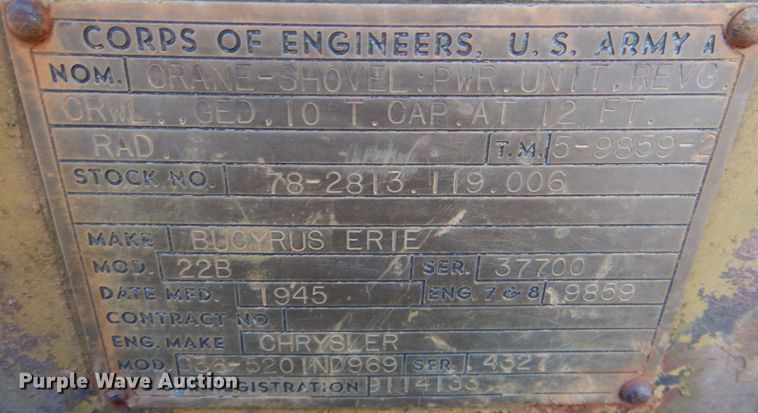 CORPS OF ENGINEERS, U. S. ARMY A
NOM. CRANE-SHOVEL: PWR. UNIT, REVG.
CRWL., GED, 10 T. CAP. AT 12 FT.
RAD. T.M. 5-9859-2
STOCK NO. 78-2813.119.006
MAKE BUCYRUS ERIE
MOD. 22B SER. 37700
DATE MFD. 1945 ENG. 7 & 8 9859
CONTRACT NO.
ENG. MAKE CHRYSLER
MOD. SER. 4327
REGISTRATION 9114133
Purple Wave Auction